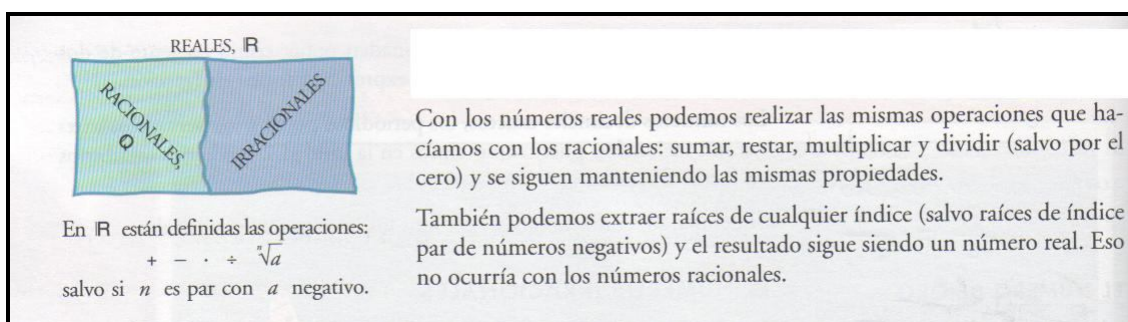 REALES, ℝ
RACIONALES,
Q
IRRACIONALES
En ℝ están definidas las operaciones:
+ − · ÷ ⁿ√a
salvo si n es par con a negativo.
Con los números reales podemos realizar las mismas operaciones que ha-
cíamos con los racionales: sumar, restar, multiplicar y dividir (salvo por el
cero) y se siguen manteniendo las mismas propiedades.
También podemos extraer raíces de cualquier índice (salvo raíces de índice
par de números negativos) y el resultado sigue siendo un número real. Eso
no ocurría con los números racionales.